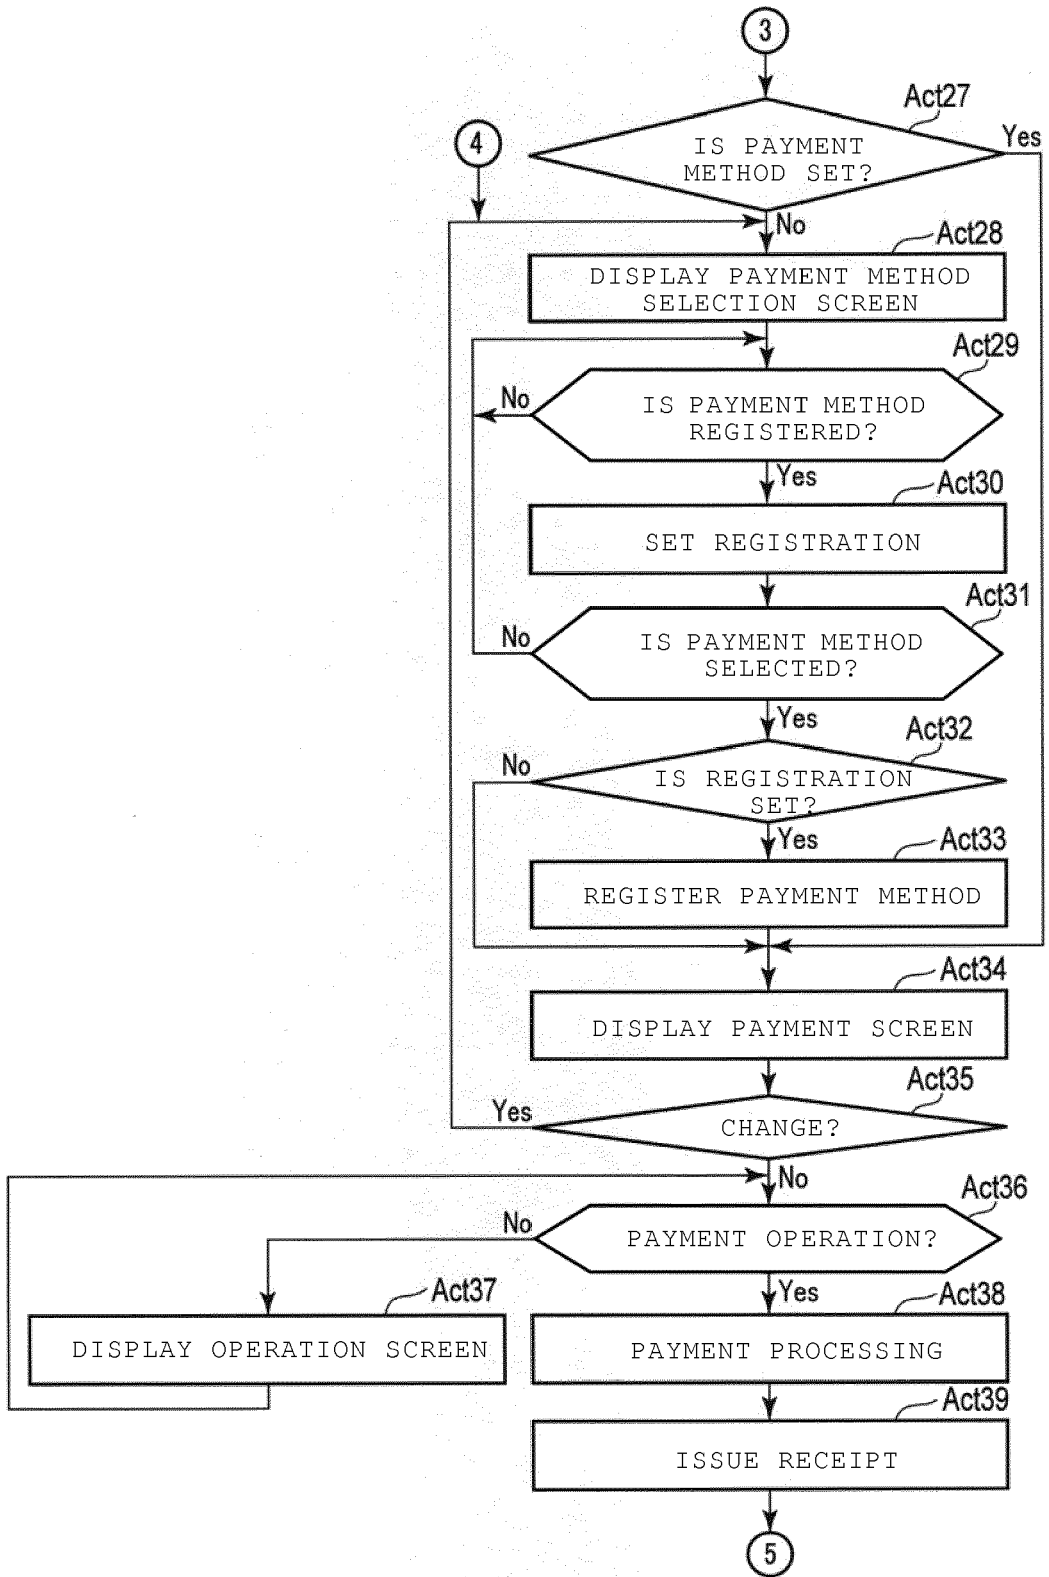 3
Act27
4
IS PAYMENT
METHOD SET?
Yes
No
Act28
DISPLAY PAYMENT METHOD
SELECTION SCREEN
Act29
No
IS PAYMENT METHOD
REGISTERED?
Yes
Act30
SET REGISTRATION
Act31
No
IS PAYMENT METHOD
SELECTED?
Yes
Act32
No
IS REGISTRATION
SET?
Yes
Act33
REGISTER PAYMENT METHOD
Act34
DISPLAY PAYMENT SCREEN
Act35
Yes
CHANGE?
No
Act36
No
PAYMENT OPERATION?
Yes
Act37
Act38
DISPLAY OPERATION SCREEN
PAYMENT PROCESSING
Act39
ISSUE RECEIPT
5